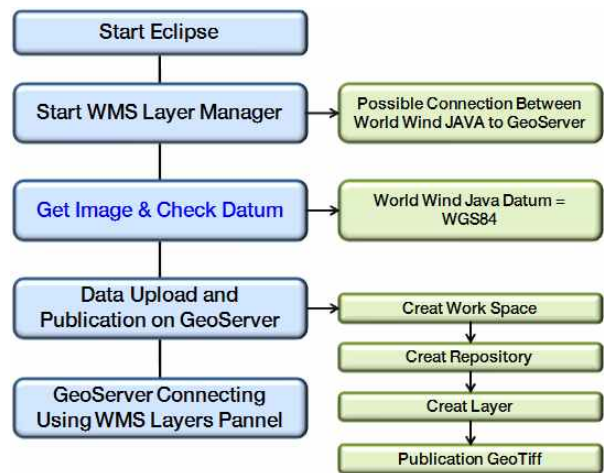 Start Eclipse
Start WMS Layer Manager
Possible Connection Between
World Wind JAVA to GeoServer
Get Image & Check Datum
World Wind Java Datum =
WGS84
Data Upload and
Publication on GeoServer
Creat Work Space
Creat Repository
Creat Layer
Publication GeoTiff
GeoServer Connecting
Using WMS Layers Pannel